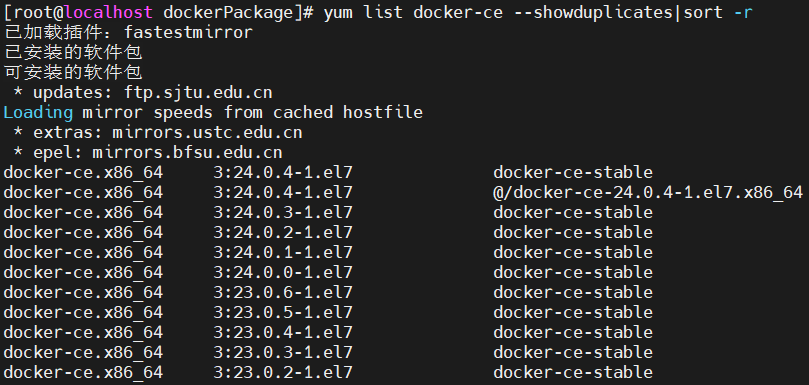 [root@localhost dockerPackage]# yum list docker-ce --showduplicates|sort -r
已加载插件：fastestmirror
已安装的软件包
可安装的软件包
 * updates: ftp.sjtu.edu.cn
Loading mirror speeds from cached hostfile
 * extras: mirrors.ustc.edu.cn
 * epel: mirrors.bfsu.edu.cn
docker-ce.x86_64     3:24.0.4-1.el7              docker-ce-stable
docker-ce.x86_64     3:24.0.4-1.el7              @/docker-ce-24.0.4-1.el7.x86_64
docker-ce.x86_64     3:24.0.3-1.el7              docker-ce-stable
docker-ce.x86_64     3:24.0.2-1.el7              docker-ce-stable
docker-ce.x86_64     3:24.0.1-1.el7              docker-ce-stable
docker-ce.x86_64     3:24.0.0-1.el7              docker-ce-stable
docker-ce.x86_64     3:23.0.6-1.el7              docker-ce-stable
docker-ce.x86_64     3:23.0.5-1.el7              docker-ce-stable
docker-ce.x86_64     3:23.0.4-1.el7              docker-ce-stable
docker-ce.x86_64     3:23.0.3-1.el7              docker-ce-stable
docker-ce.x86_64     3:23.0.2-1.el7              docker-ce-stable